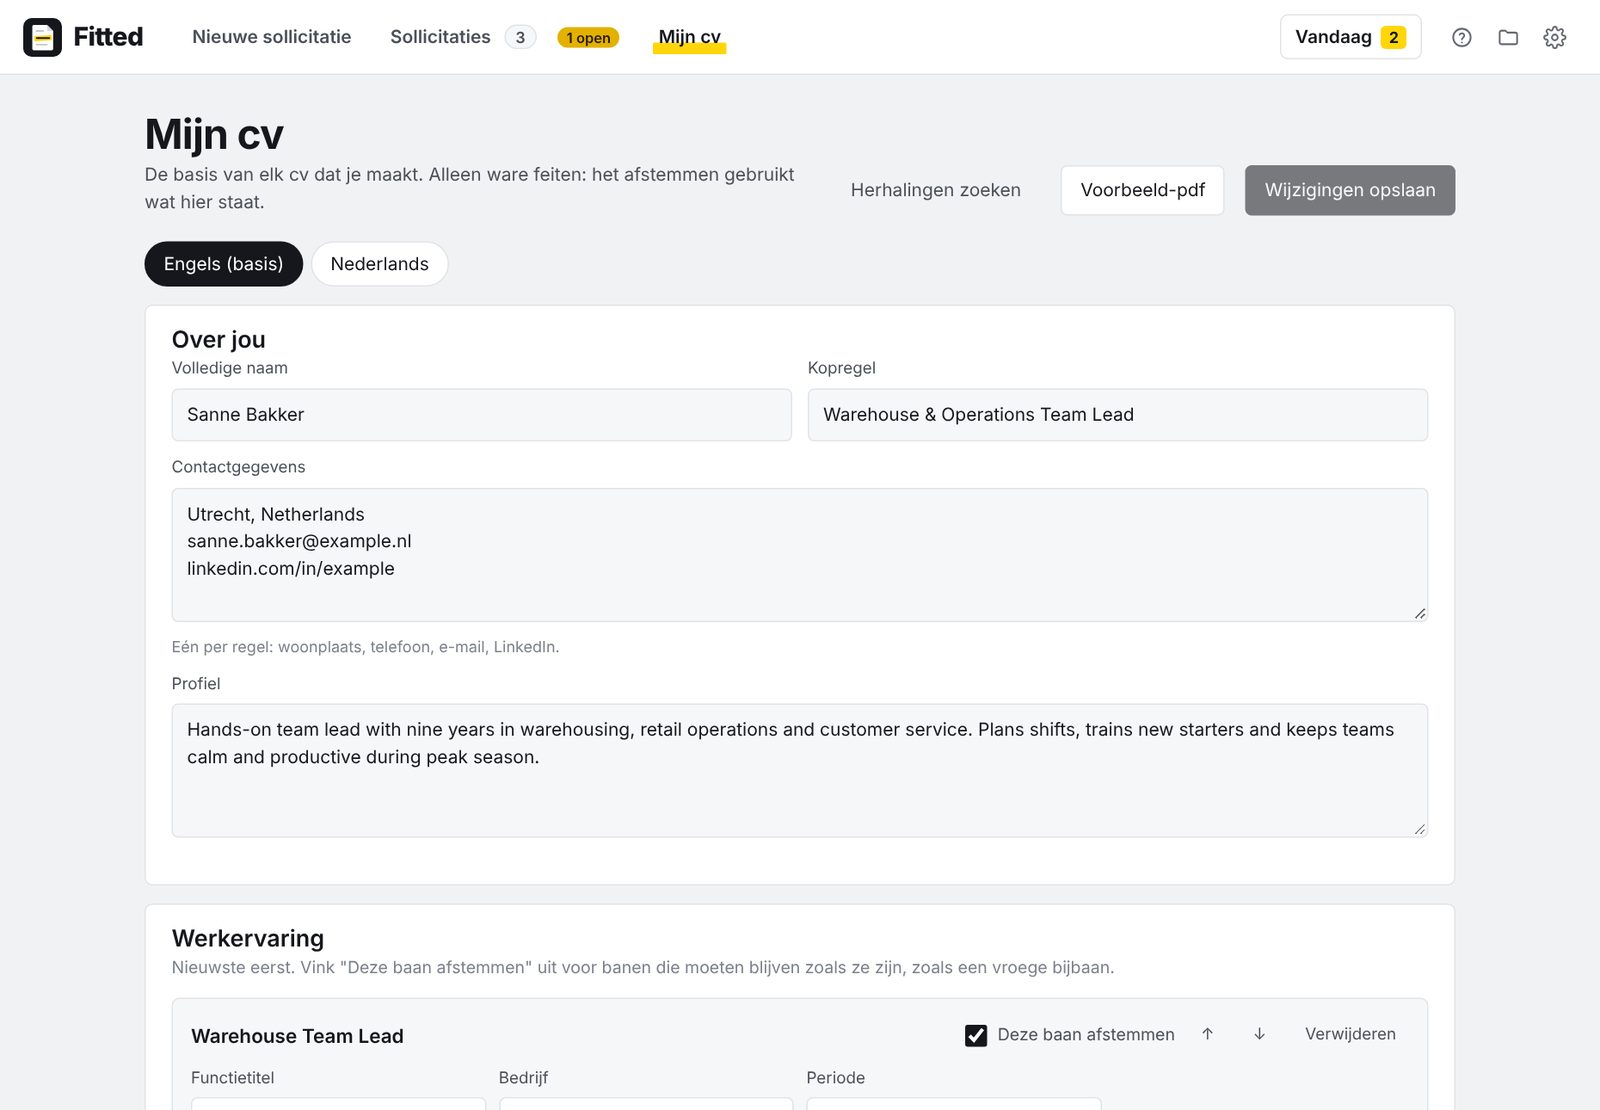 Fitted
Nieuwe sollicitatie
Sollicitaties 3
1 open
Mijn cv
Vandaag 2
Mijn cv
De basis van elk cv dat je maakt. Alleen ware feiten: het afstemmen gebruikt
wat hier staat.
Herhalingen zoeken
Voorbeeld-pdf
Wijzigingen opslaan
Engels (basis)
Nederlands
Over jou
Volledige naam
Kopregel
Sanne Bakker
Warehouse & Operations Team Lead
Contactgegevens
Utrecht, Netherlands
sanne.bakker@example.nl
linkedin.com/in/example
Eén per regel: woonplaats, telefoon, e-mail, LinkedIn.
Profiel
Hands-on team lead with nine years in warehousing, retail operations and customer service. Plans shifts, trains new starters and keeps teams
calm and productive during peak season.
Werkervaring
Nieuwste eerst. Vink "Deze baan afstemmen" uit voor banen die moeten blijven zoals ze zijn, zoals een vroege bijbaan.
Warehouse Team Lead
Deze baan afstemmen
↑
↓
Verwijderen
Functietitel
Bedrijf
Periode